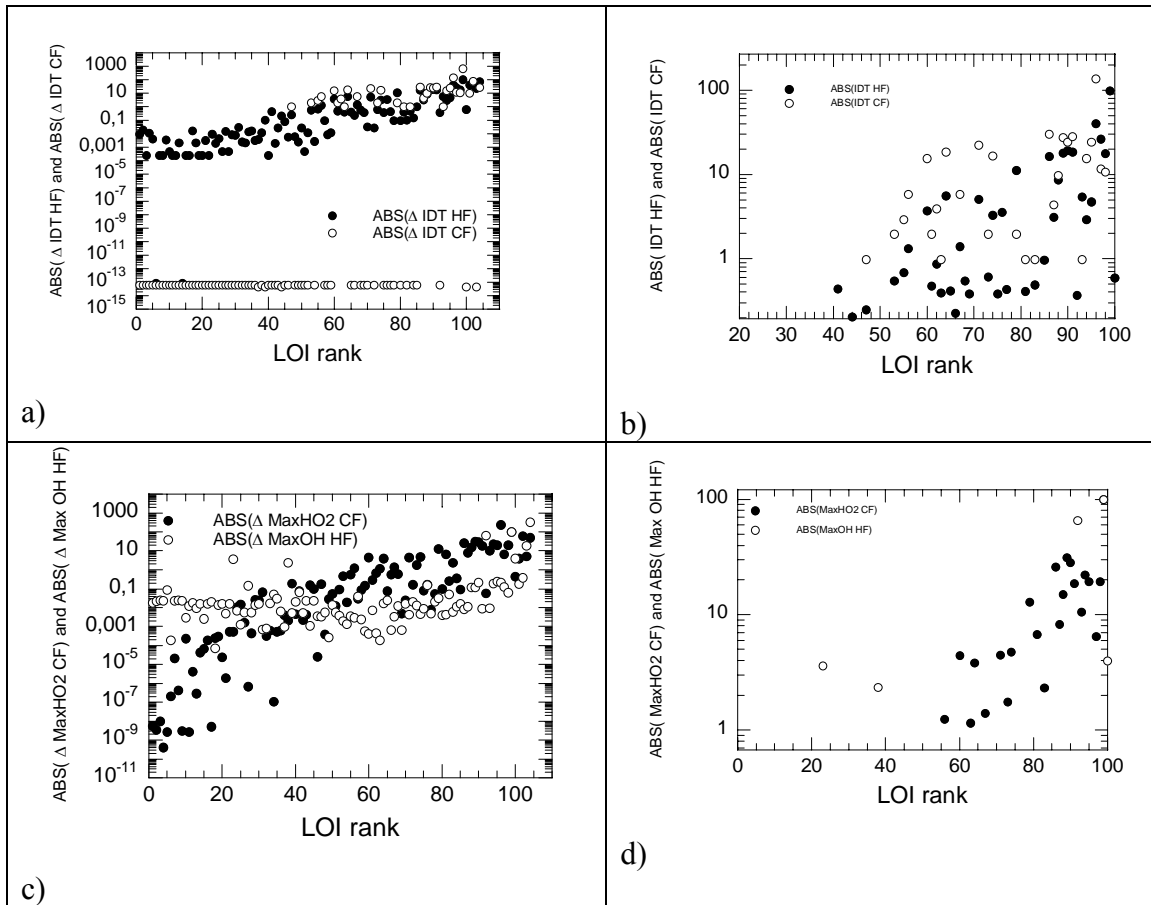 ABS( Δ IDT HF) and ABS( Δ IDT CF)
1000
10
0,1
0,001
10-5
10-7
10-9
10-11
10-13
10-15
ABS(Δ IDT HF)
ABS(Δ IDT CF)
0 20 40 60 80 100
LOI rank
a)
ABS( IDT HF) and ABS( IDT CF)
100
10
1
ABS(IDT HF)
ABS(IDT CF)
20 30 40 50 60 70 80 90 100
LOI rank
b)
ABS( Δ MaxHO2 CF) and ABS( Δ Max OH HF)
1000
10
0,1
0,001
10-5
10-7
10-9
10-11
ABS(Δ MaxHO2 CF)
ABS(Δ MaxOH HF)
0 20 40 60 80 100
LOI rank
c)
ABS( MaxHO2 CF) and ABS( Max OH HF)
100
10
1
ABS(MaxHO2 CF)
ABS(MaxOH HF)
0 20 40 60 80 100
LOI rank
d)